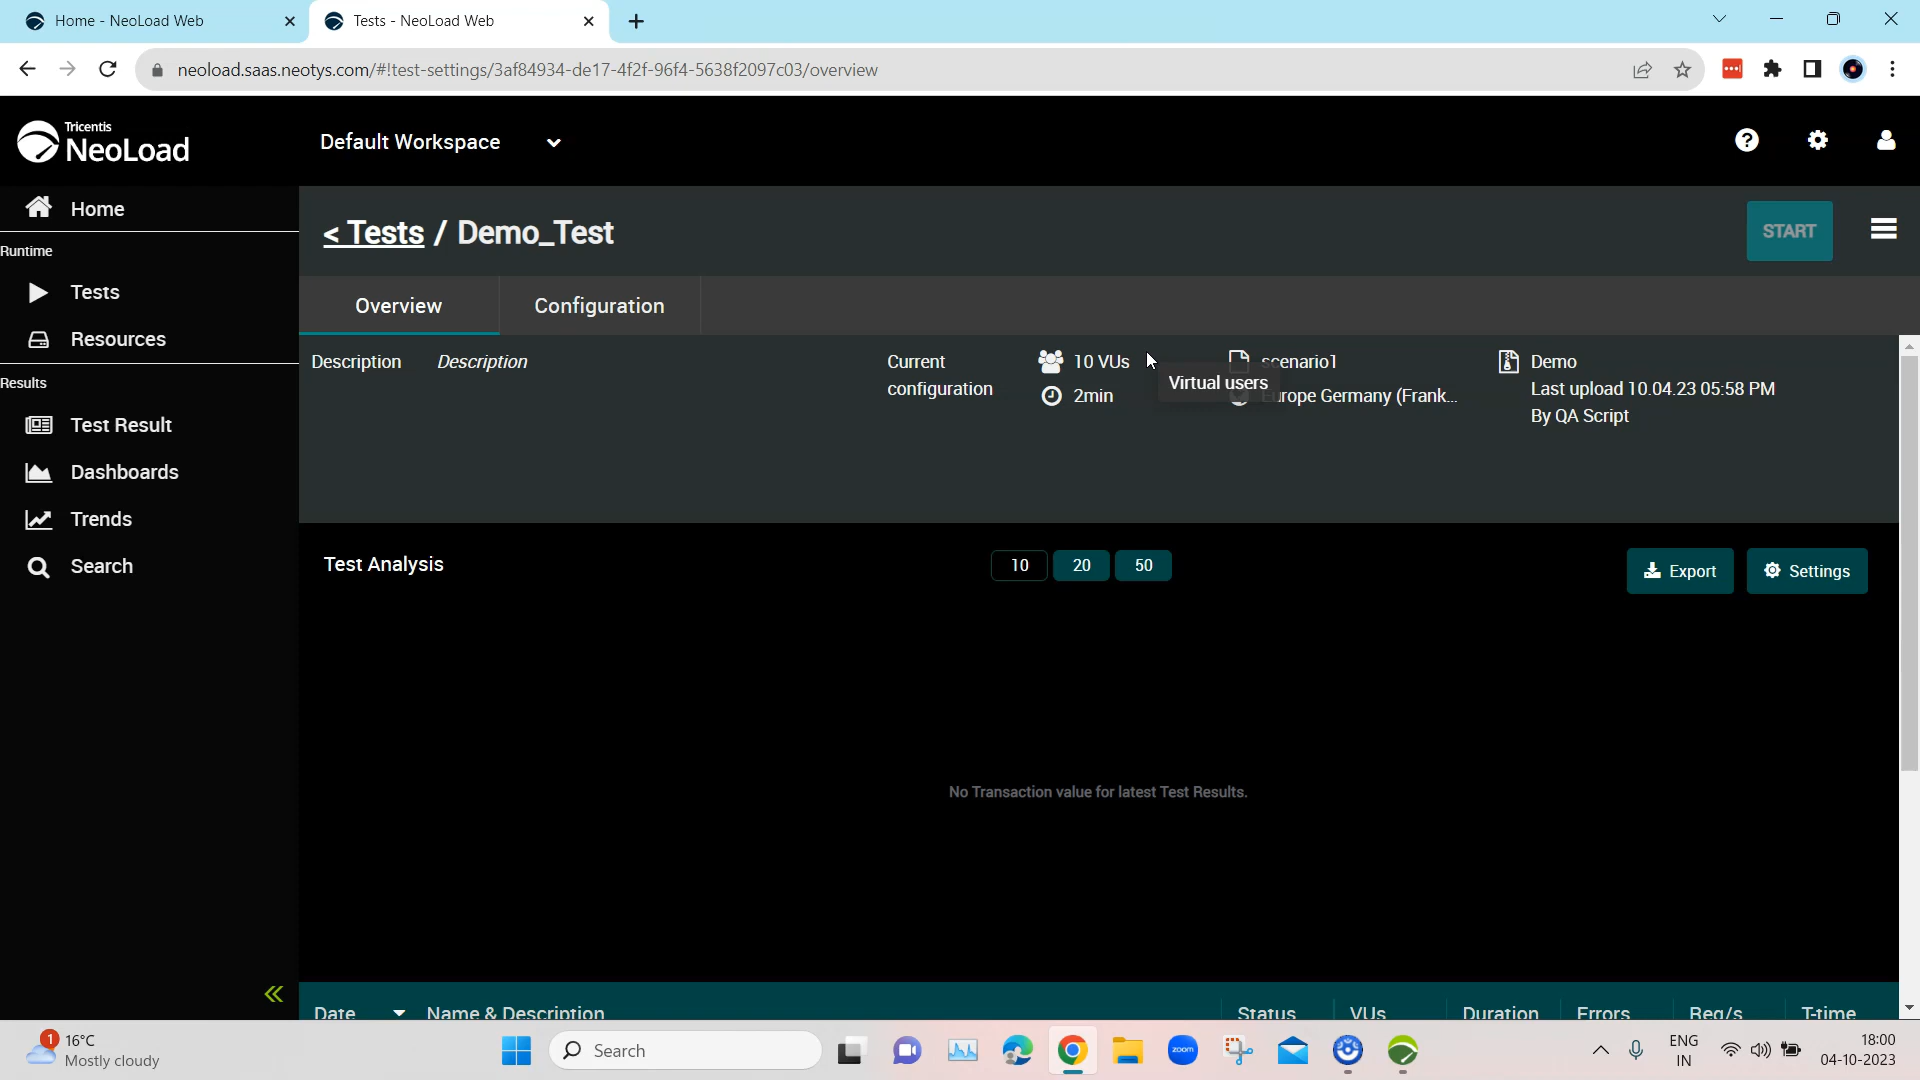 Home - NeoLoad Web
Tests - NeoLoad Web
neoload.saas.neotys.com/#!test-settings/3af84934-de17-4f2f-96f4-5638f2097c03/overview
Tricentis
NeoLoad
Default Workspace
Home
Runtime
Tests
Resources
Results
Test Result
Dashboards
Trends
Search
< Tests / Demo_Test
START
Overview
Configuration
Description Description
Current configuration
10 VUs
2min
Virtual users
scenario1
Europe Germany (Frank...
Demo
Last upload 10.04.23 05:58 PM
By QA Script
Test Analysis
10 20 50
Export
Settings
No Transaction value for latest Test Results.
Date Name & Description Status VUs Duration Errors Req/s T-time
1
16°C
Mostly cloudy
Search
zoom
ENG
IN
18:00
04-10-2023